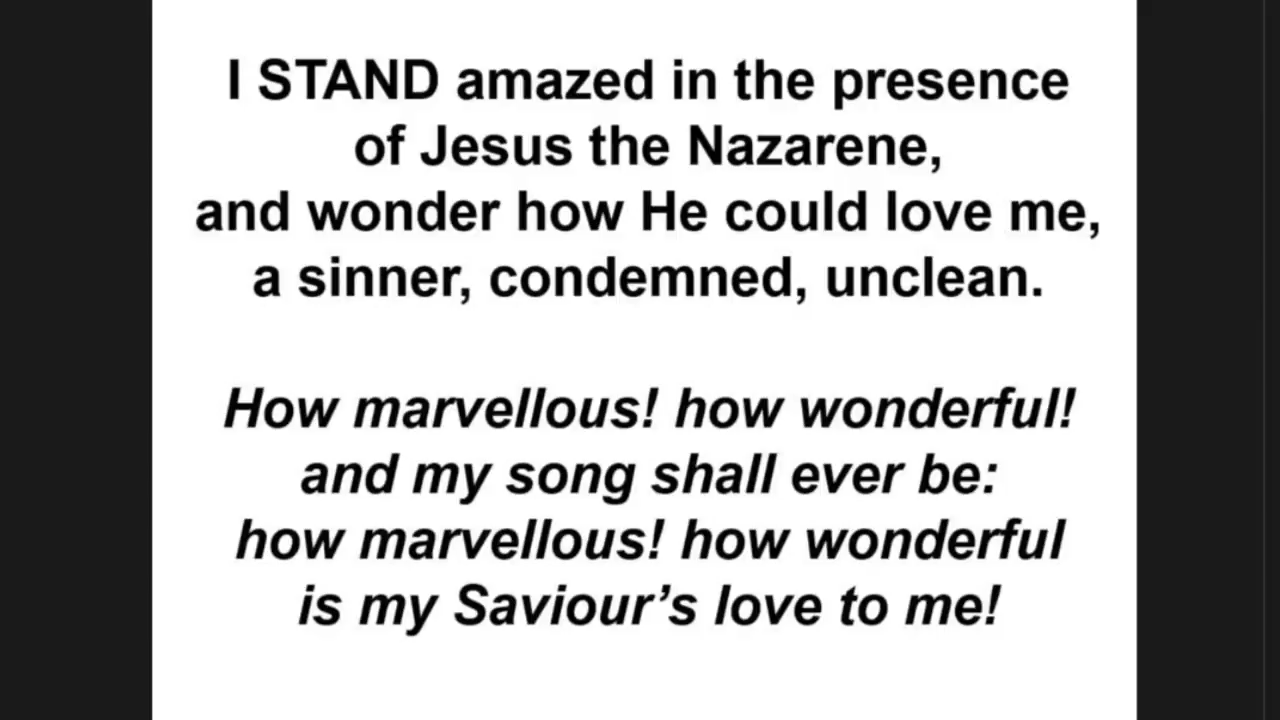 I STAND amazed in the presence
of Jesus the Nazarene,
and wonder how He could love me,
a sinner, condemned, unclean.
How marvellous! how wonderful!
and my song shall ever be:
how marvellous! how wonderful
is my Saviour’s love to me!